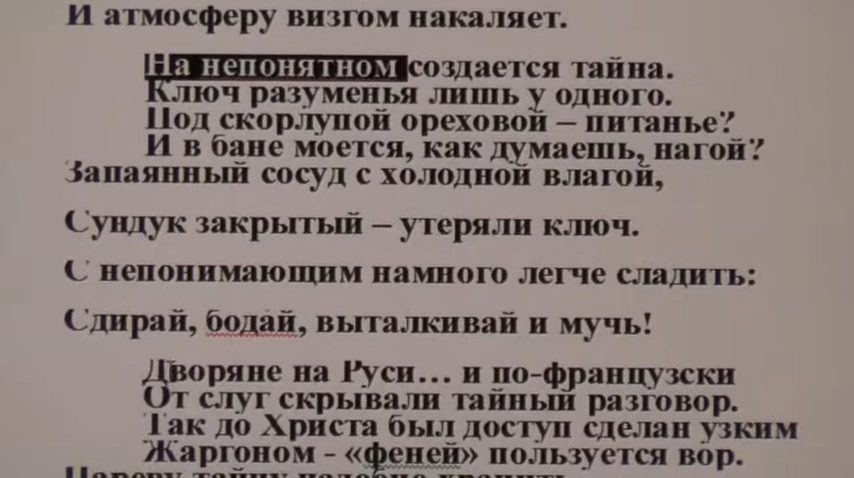 И атмосферу визгом накаляет.
На непонятном создается тайна.
Ключ разуменья лишь у одного.
Под скорлупой ореховой – питанье?
И в бане моется, как думаешь, нагой?
Запаянный сосуд с холодной влагой,
Сундук закрытый – утеряли ключ.
С непонимающим намного легче сладить:
Сдирай, бодай, выталкивай и мучь!
Дворяне на Руси... и по-французски
От слуг скрывали тайный разговор.
Так до Христа был доступ сделан узким
Жаргоном - «феней» пользуется вор.